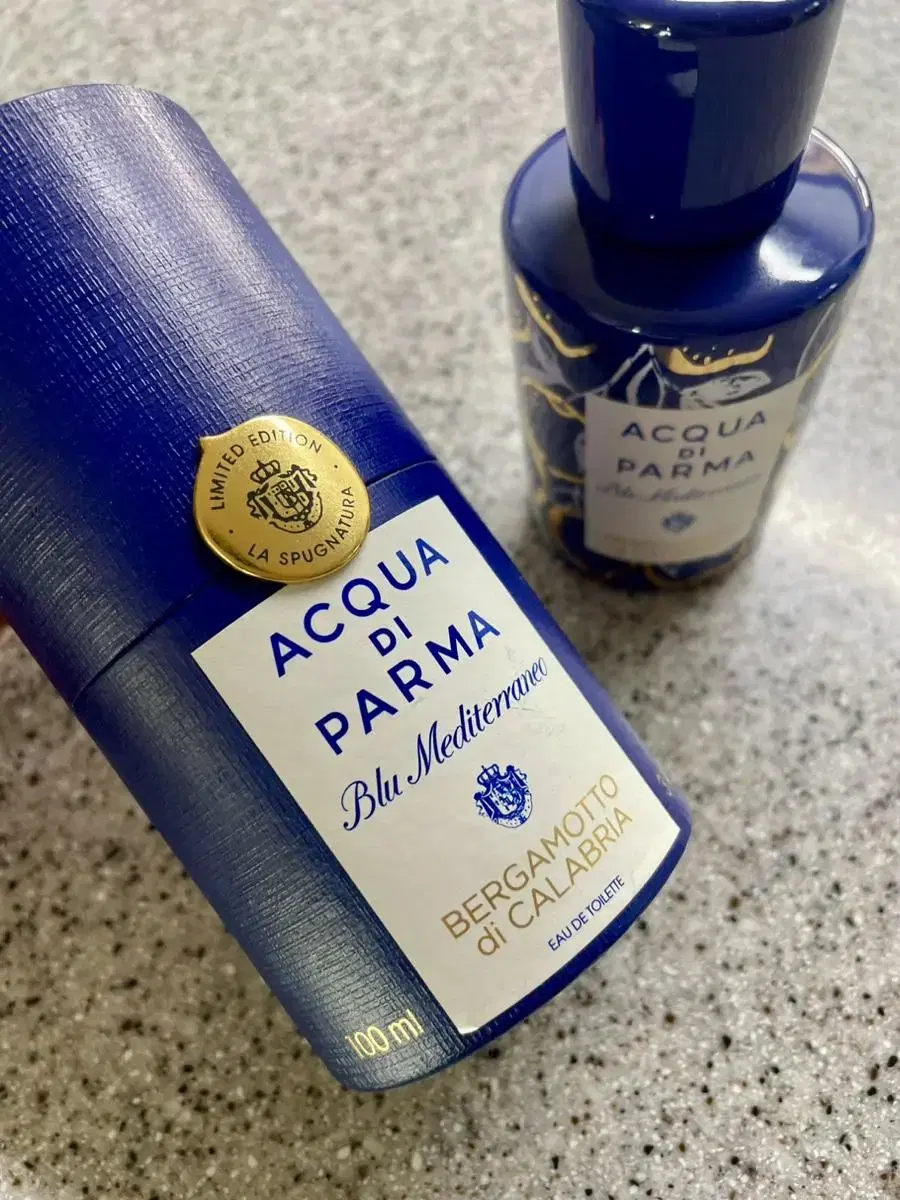 LIMITED EDITION
LA SPUGNATURA
ACQUA
DI
PARMA
Blu Mediterraneo
BERGAMOTTO
di CALABRIA
EAU DE TOILETTE
100 ml
ACQUA
DI
PARMA
Blu Mediterraneo